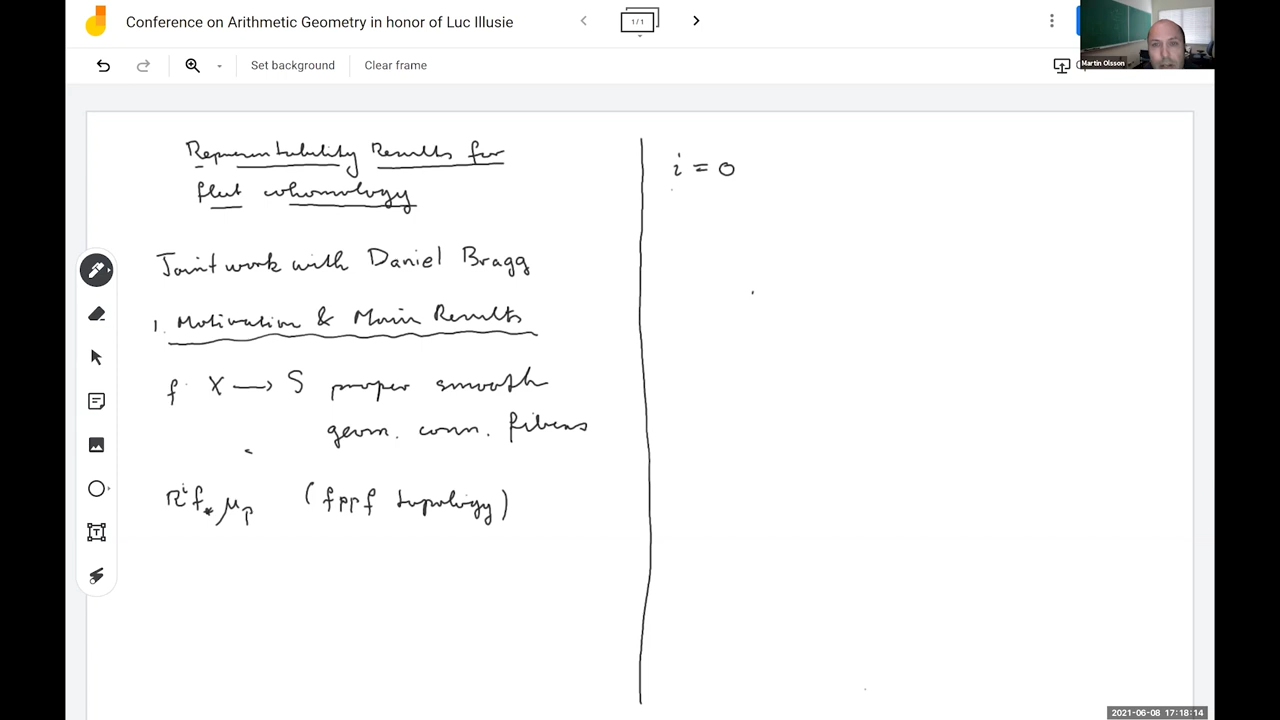 Conference on Arithmetic Geometry in honor of Luc Illusie
1/1
Set background
Clear frame
Martin Olsson
Representability Results for
flat cohomology
Joint work with Daniel Bragg
1. Motivation & Main Results
f: X → S proper smooth
geom. conn. fibers
Rⁱf_* μ_p (fppf topology)
i = 0
2021-06-08 17:18:14